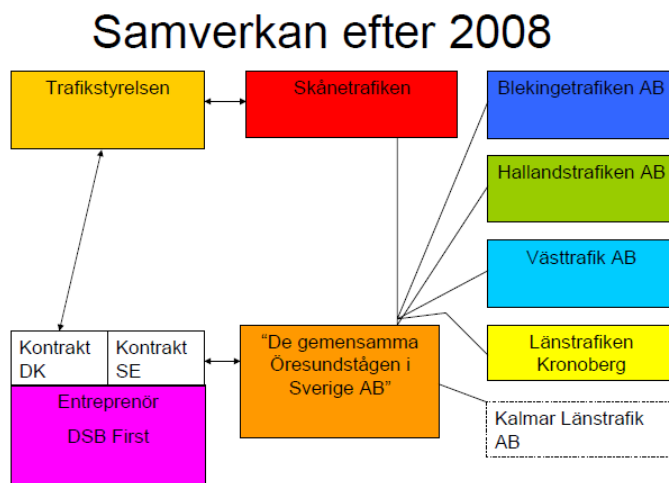 Samverkan efter 2008
Trafikstyrelsen
Skånetrafiken
Blekingetrafiken AB
Hallandstrafiken AB
Västtrafik AB
Länstrafiken
Kronoberg
Kalmar Länstrafik
AB
"De gemensamma
Öresundstågen i
Sverige AB"
Kontrakt
DK
Kontrakt
SE
Entreprenör
DSB First